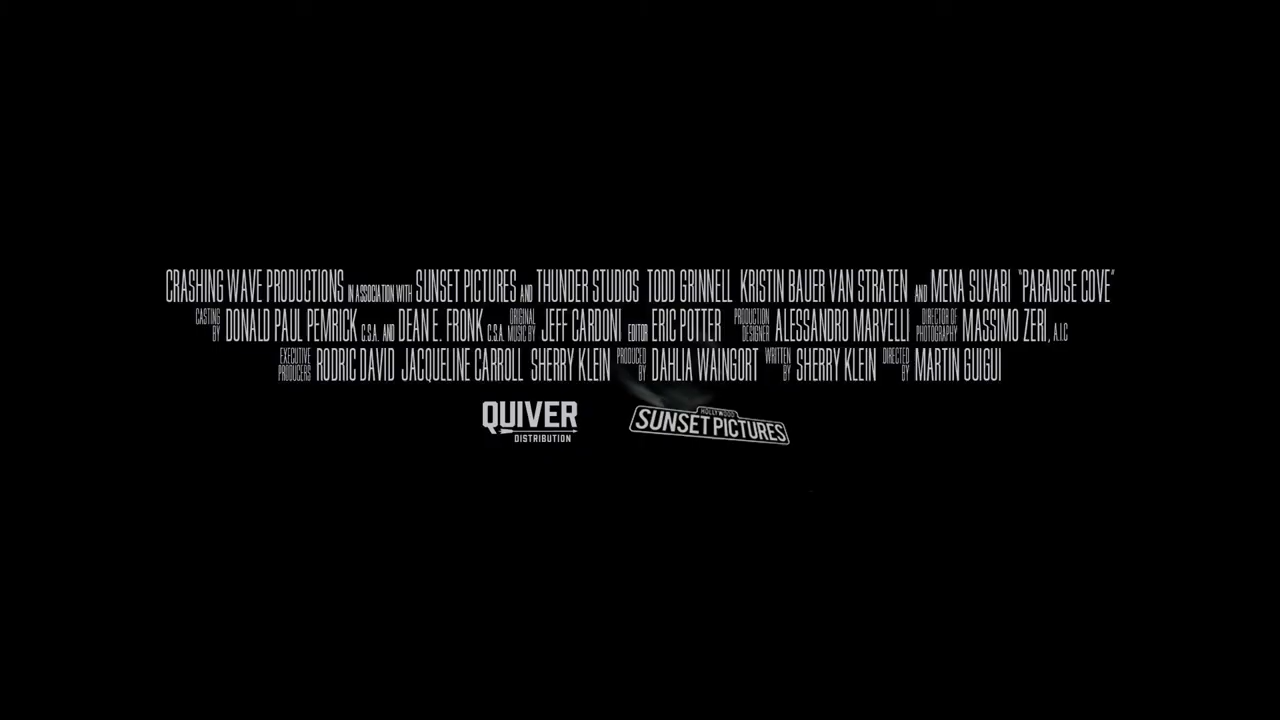 CRASHING WAVE PRODUCTIONS IN ASSOCIATION WITH SUNSET PICTURES AND THUNDER STUDIOS TODD GRINNELL KRISTIN BAUER VAN STRATEN AND MENA SUVARI "PARADISE COVE"
CASTING BY DONALD PAUL PEMRICK C.S.A. AND DEAN E. FRONK C.S.A. ORIGINAL MUSIC BY JEFF CARDONI EDITOR ERIC POTTER PRODUCTION DESIGNER ALESSANDRO MARVELLI DIRECTOR OF PHOTOGRAPHY MASSIMO ZERI, A.I.C
EXECUTIVE PRODUCERS RODRIC DAVID JACQUELINE CARROLL SHERRY KLEIN PRODUCED BY DAHLIA WAINGORT WRITTEN BY SHERRY KLEIN DIRECTED BY MARTIN GUIGUI
QUIVER
DISTRIBUTION
HOLLYWOOD
SUNSET PICTURES